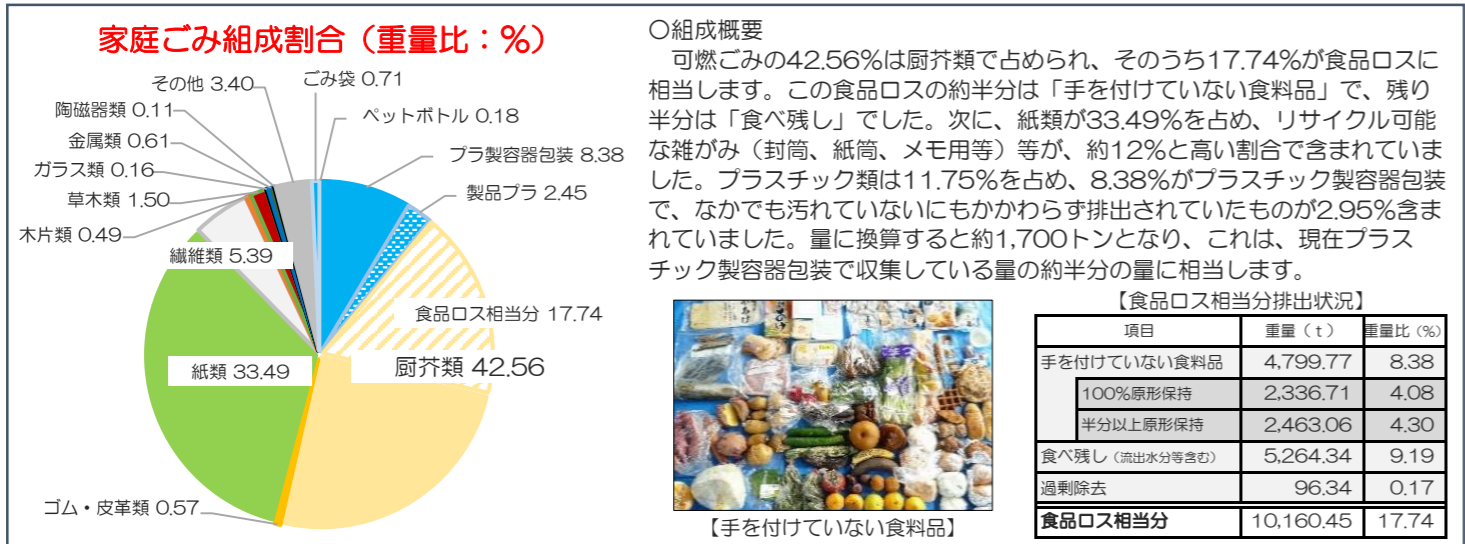 家庭ごみ組成割合（重量比：％）
その他 3.40
ごみ袋 0.71
陶磁器類 0.11
ペットボトル 0.18
金属類 0.61
プラ製容器包装 8.38
ガラス類 0.16
製品プラ 2.45
草木類 1.50
木片類 0.49
繊維類 5.39
食品ロス相当分 17.74
厨芥類 42.56
紙類 33.49
ゴム・皮革類 0.57
〇組成概要
可燃ごみの42.56%は厨芥類で占められ、そのうち17.74%が食品ロスに
相当します。この食品ロスの約半分は「手を付けていない食料品」で、残り
半分は「食べ残し」でした。次に、紙類が33.49%を占め、リサイクル可能
な雑がみ（封筒、紙筒、メモ用等）等が、約12%と高い割合で含まれていま
した。プラスチック類は11.75%を占め、8.38%がプラスチック製容器包装
で、なかでも汚れていないにもかかわらず排出されていたものが2.95%含ま
れていました。量に換算すると約1,700トンとなり、これは、現在プラス
チック製容器包装で収集している量の約半分の量に相当します。
【手を付けていない食料品】
【食品ロス相当分排出状況】
項目 重量（ｔ） 重量比（%）
手を付けていない食料品 4,799.77 8.38
100%原形保持 2,336.71 4.08
半分以上原形保持 2,463.06 4.30
食べ残し（流出水分等含む） 5,264.34 9.19
過剰除去 96.34 0.17
食品ロス相当分 10,160.45 17.74